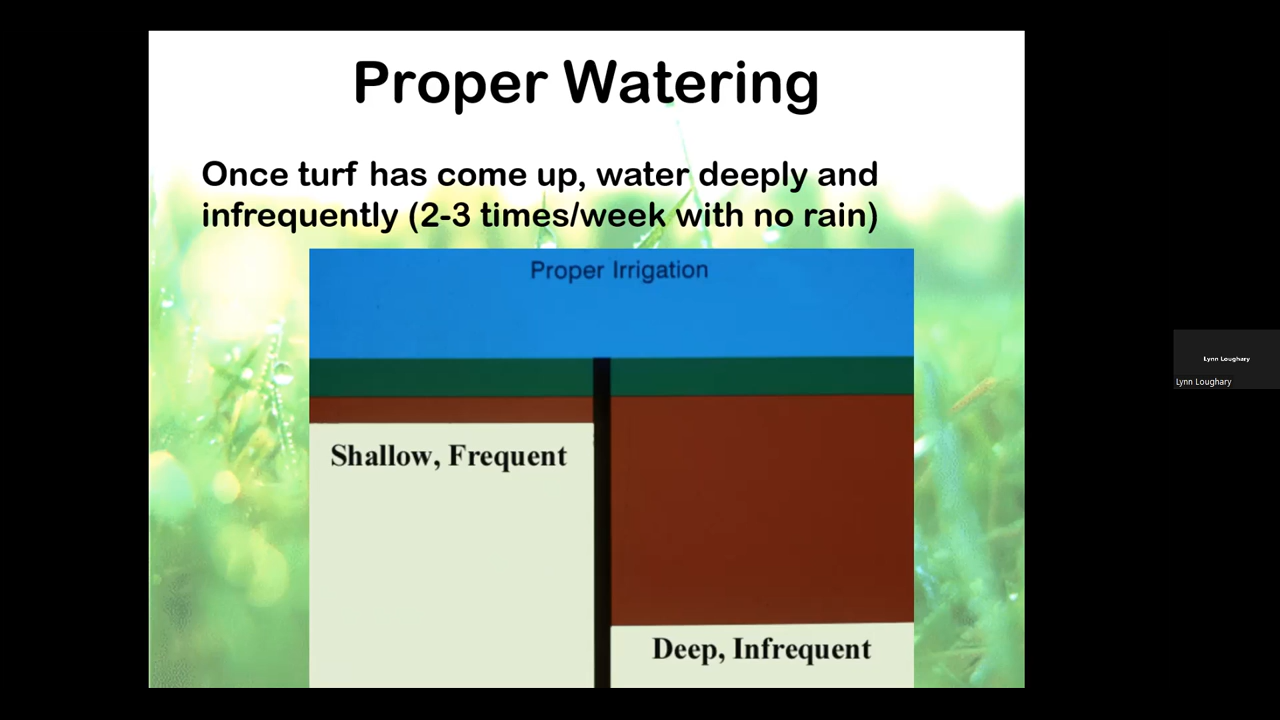 Proper Watering
Once turf has come up, water deeply and
infrequently (2-3 times/week with no rain)
Proper Irrigation
Shallow, Frequent
Deep, Infrequent
Lynn Loughary
Lynn Loughary